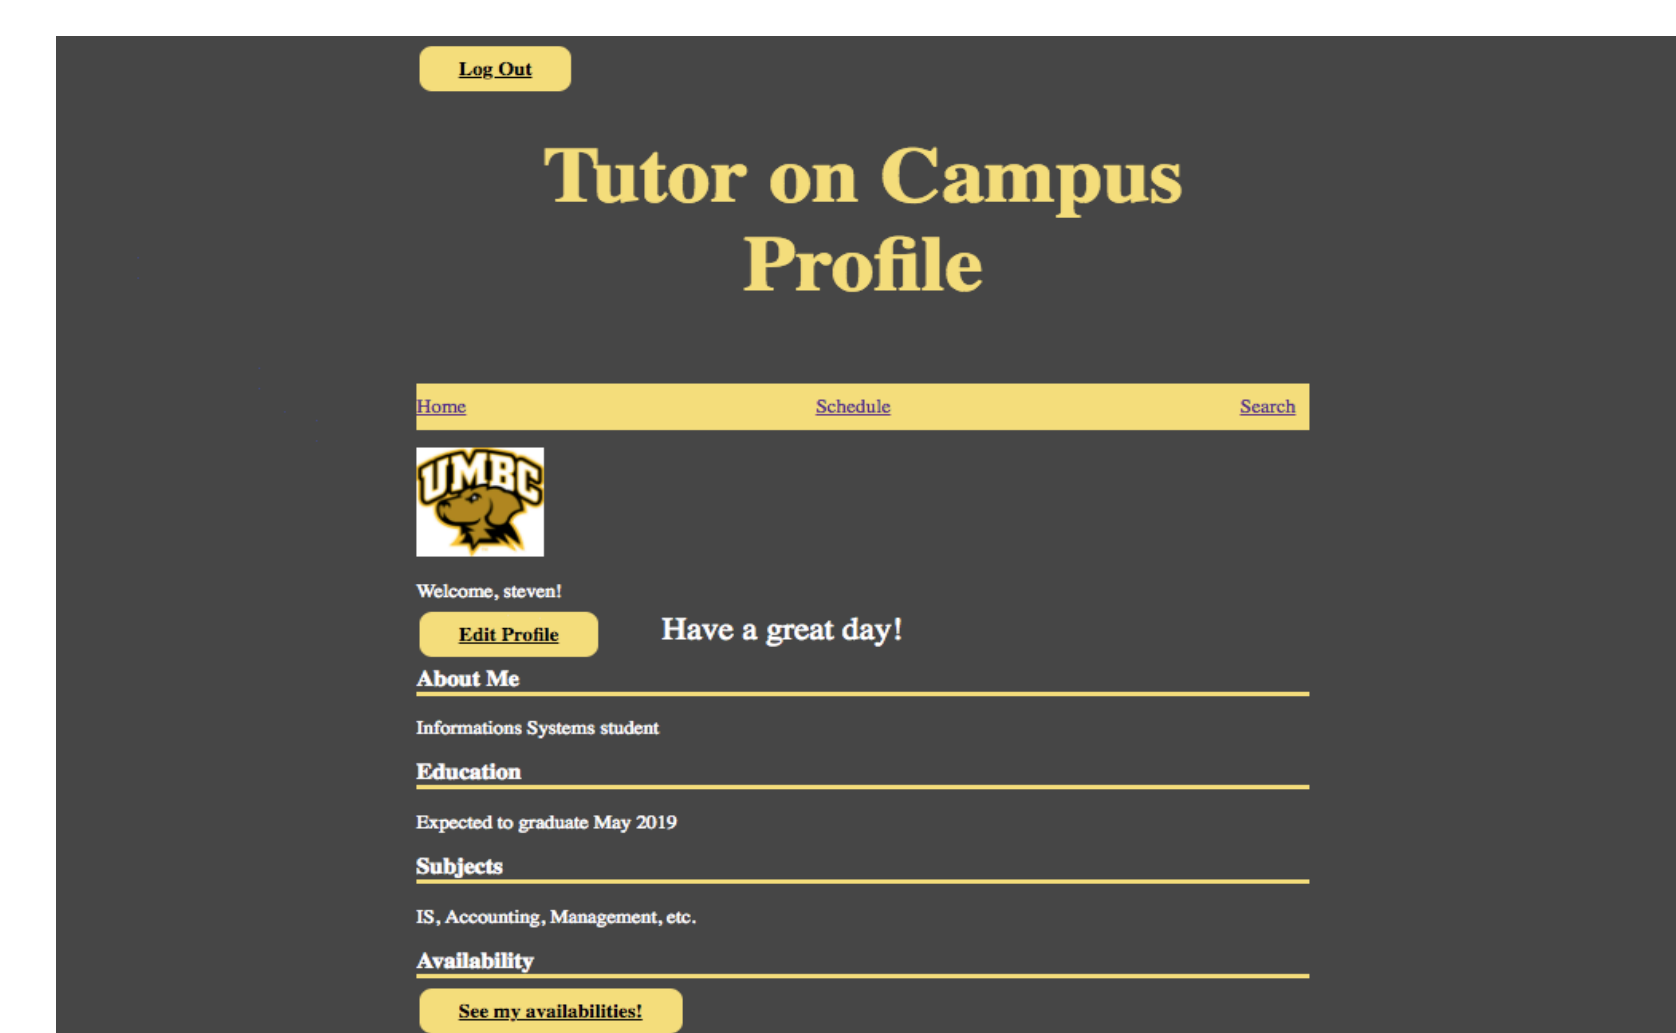 Log Out
Tutor on Campus
Profile
Home Schedule Search
UMBC
Welcome, steven!
Edit Profile Have a great day!
About Me
Informations Systems student
Education
Expected to graduate May 2019
Subjects
IS, Accounting, Management, etc.
Availability
See my availabilities!